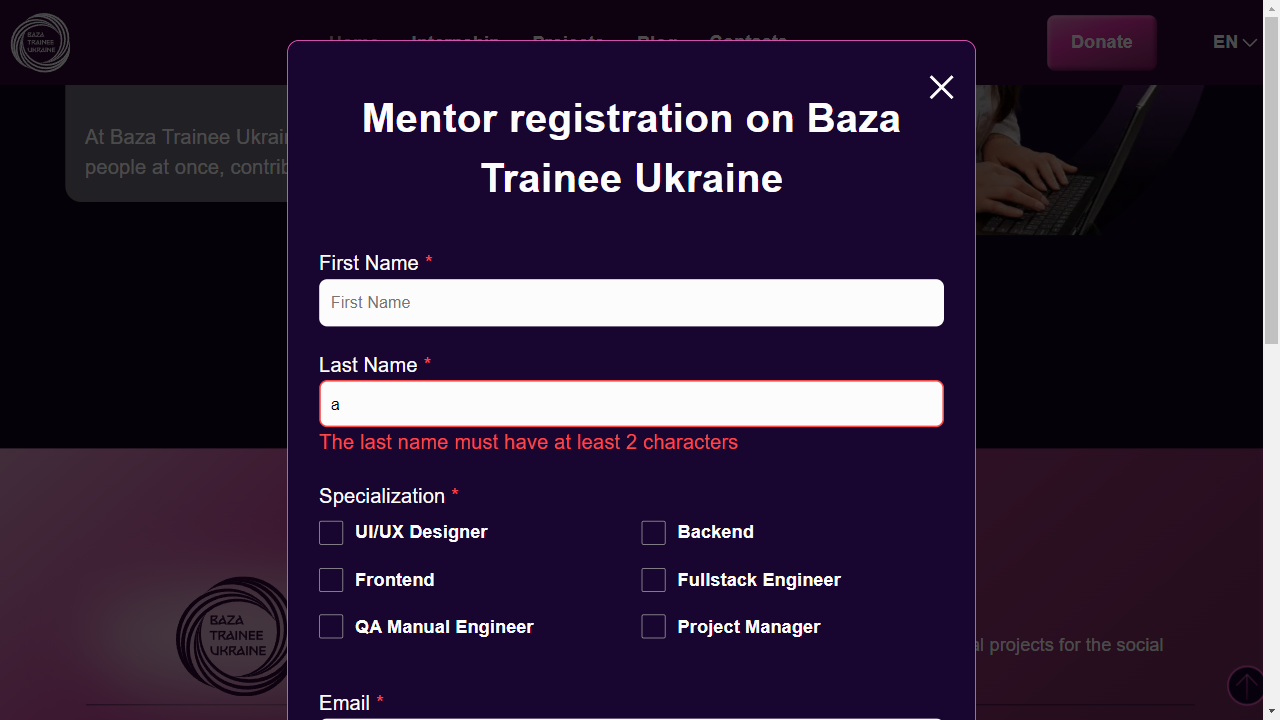 BAZA
TRAINEE
UKRAINE
Home Internship Projects Blog Contacts
Donate
EN
At Baza Trainee Ukrai
people at once, contrib
Mentor registration on Baza
Trainee Ukraine
First Name *
First Name
Last Name *
a
The last name must have at least 2 characters
Specialization *
UI/UX Designer
Backend
Frontend
Fullstack Engineer
QA Manual Engineer
Project Manager
BAZA
TRAINEE
UKRAINE
al projects for the social
Email *